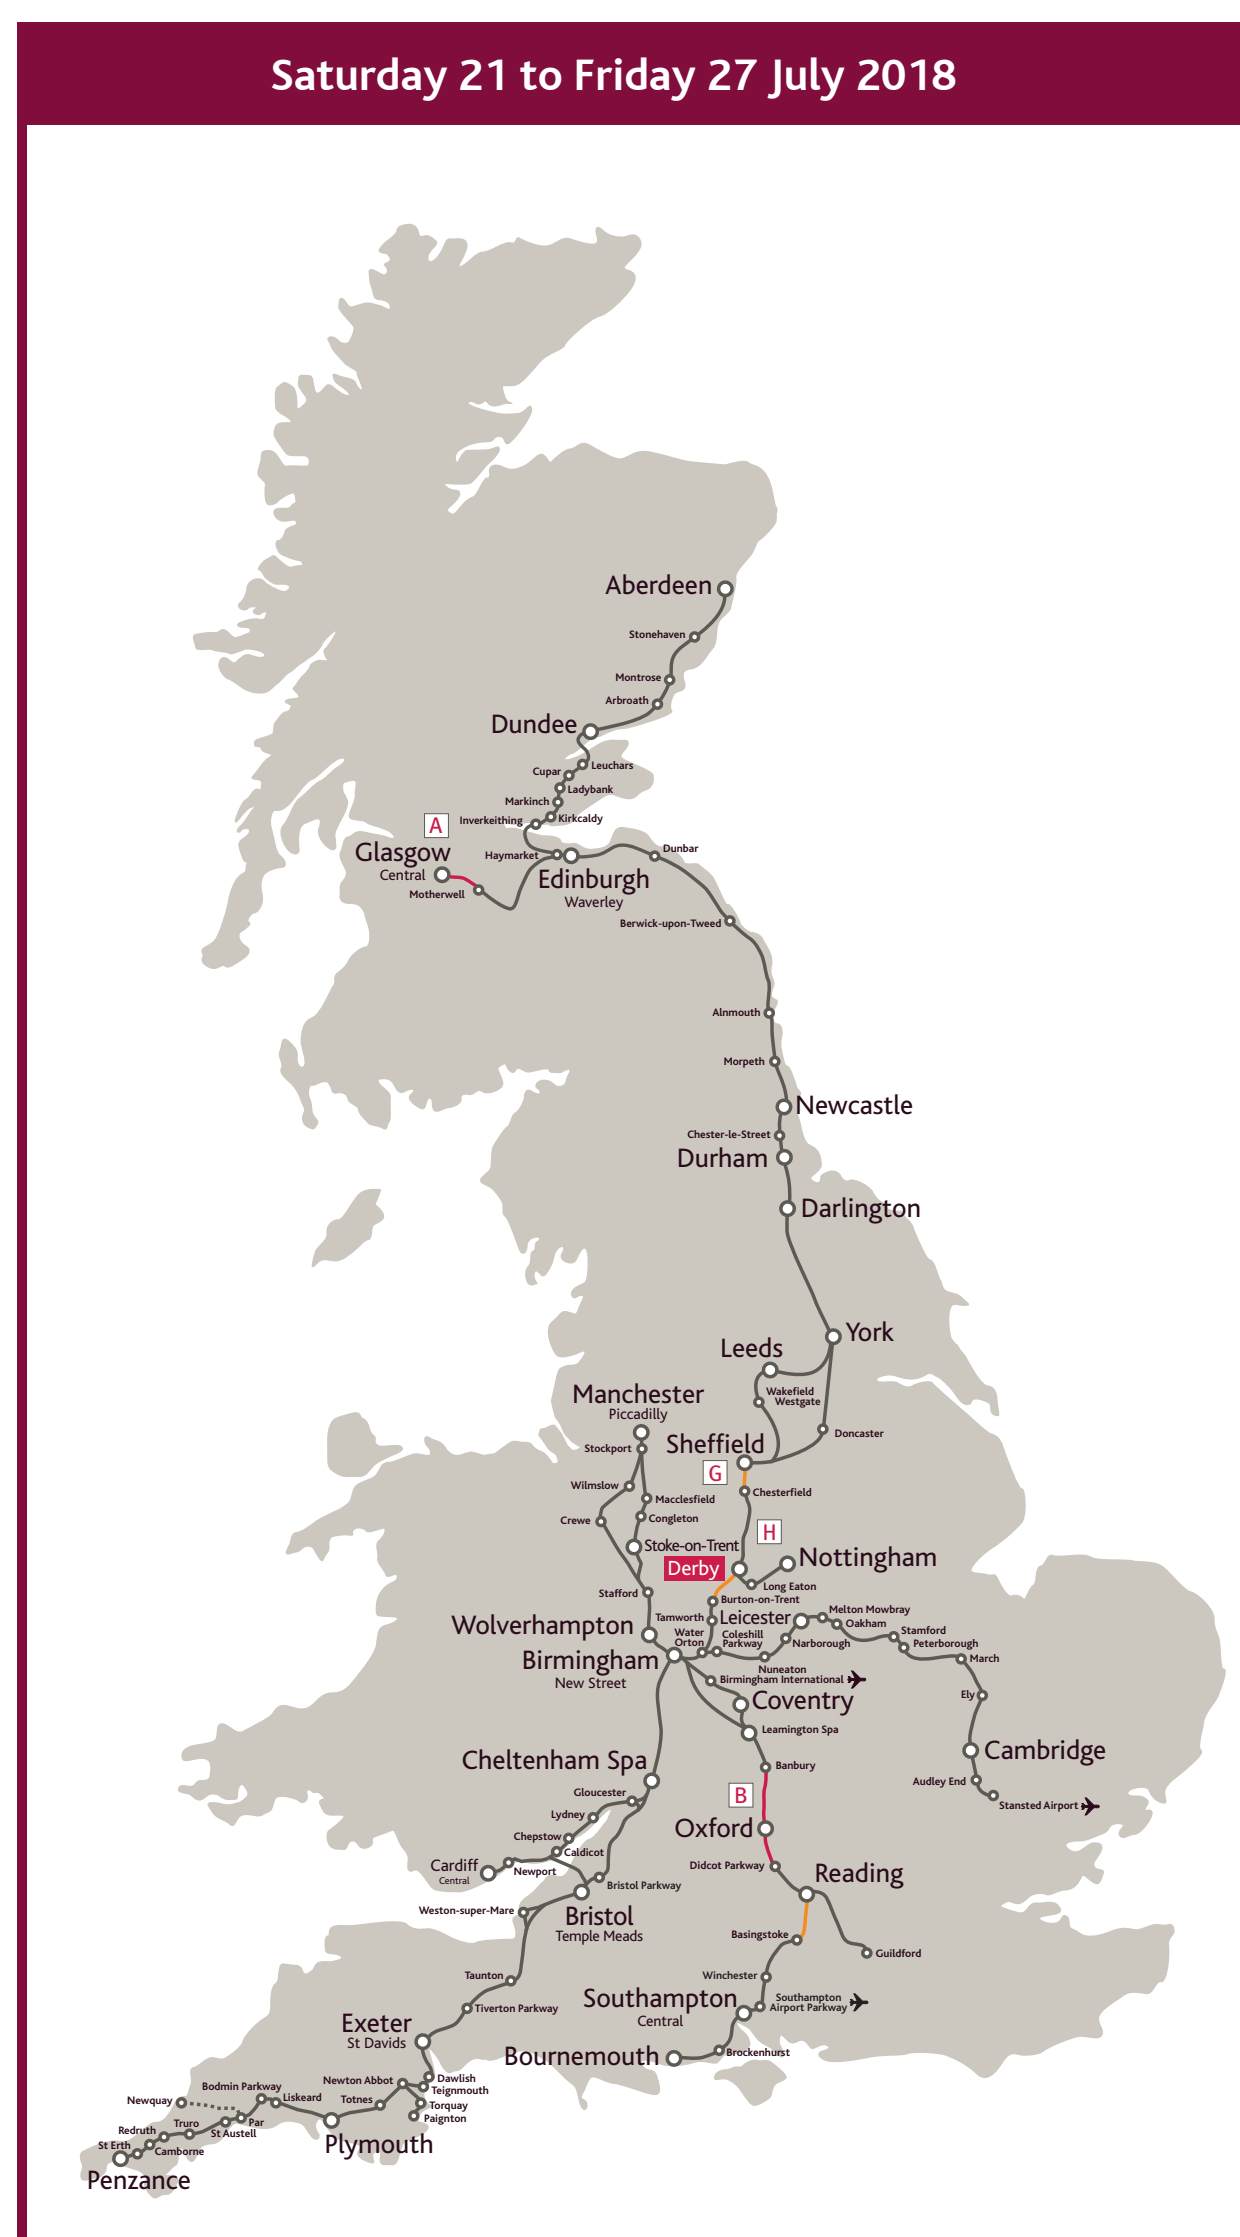 Saturday 21 to Friday 27 July 2018
Aberdeen
Stonehaven
Montrose
Arbroath
Dundee
Leuchars
Cupar
Ladybank
Markinch
Kirkcaldy
Inverkeithing
A
Glasgow
Central
Motherwell
Haymarket
Edinburgh
Waverley
Dunbar
Berwick-upon-Tweed
Alnmouth
Morpeth
Newcastle
Chester-le-Street
Durham
Darlington
York
Leeds
Wakefield
Westgate
Doncaster
Manchester
Piccadilly
Stockport
Sheffield
G
Wilmslow
Macclesfield
Chesterfield
Crewe
Congleton
H
Stoke-on-Trent
Derby
Nottingham
Long Eaton
Stafford
Burton-on-Trent
Tamworth
Leicester
Melton Mowbray
Oakham
Stamford
Peterborough
March
Wolverhampton
Water
Orton
Coleshill
Parkway
Narborough
Nuneaton
Birmingham
New Street
Birmingham International
Ely
Coventry
Leamington Spa
Cambridge
Audley End
Stansted Airport
Cheltenham Spa
Banbury
B
Gloucester
Lydney
Oxford
Chepstow
Caldicot
Cardiff
Central
Newport
Didcot Parkway
Reading
Bristol Parkway
Weston-super-Mare
Bristol
Temple Meads
Basingstoke
Guildford
Taunton
Winchester
Tiverton Parkway
Southampton
Central
Southampton
Airport Parkway
Exeter
St Davids
Bournemouth
Brockenhurst
Dawlish
Teignmouth
Newton Abbot
Torquay
Paignton
Totnes
Bodmin Parkway
Liskeard
Newquay
Par
St Austell
Truro
Redruth
Camborne
St Erth
Plymouth
Penzance